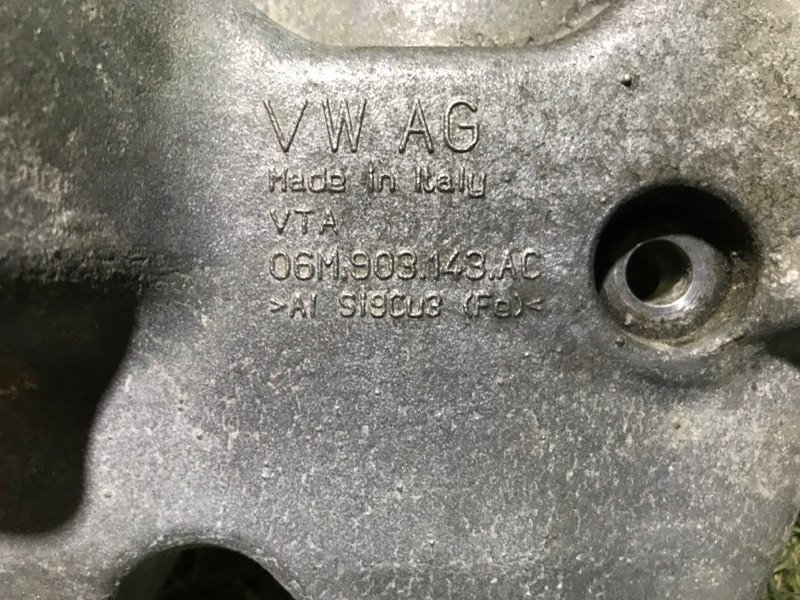 VW AG
Made in Italy
VTA
06M.903.143.AC
>Al Si9Cu3 (Fe)<